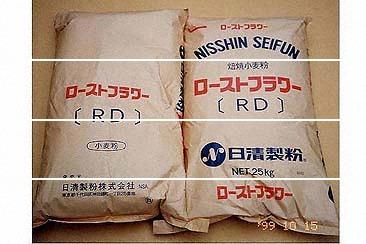 ローストフラワー
〔RD〕
小麦粉
日清製粉株式会社 NSA
NISSHIN SEIFUN
焙焼小麦粉
ローストフラワー
〔RD〕
日清製粉
NET 25kg
ローストフラワー
'99 10 15